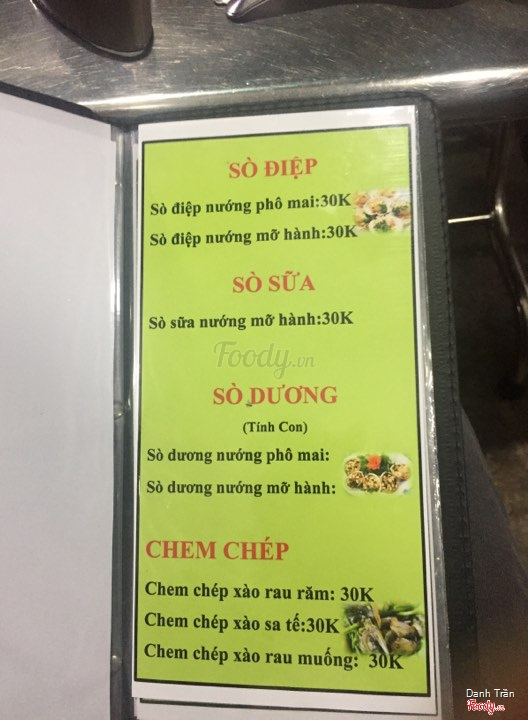 SÒ ĐIỆP
Sò điệp nướng phô mai:30K
Sò điệp nướng mỡ hành:30K
SÒ SỮA
Sò sữa nướng mỡ hành:30K
Foody.vn
SÒ DƯƠNG
(Tính Con)
Sò dương nướng phô mai:
Sò dương nướng mỡ hành:
CHEM CHÉP
Chem chép xào rau răm: 30K
Chem chép xào sa tế:30K
Chem chép xào rau muống: 30K
Danh Trần
Foody.vn